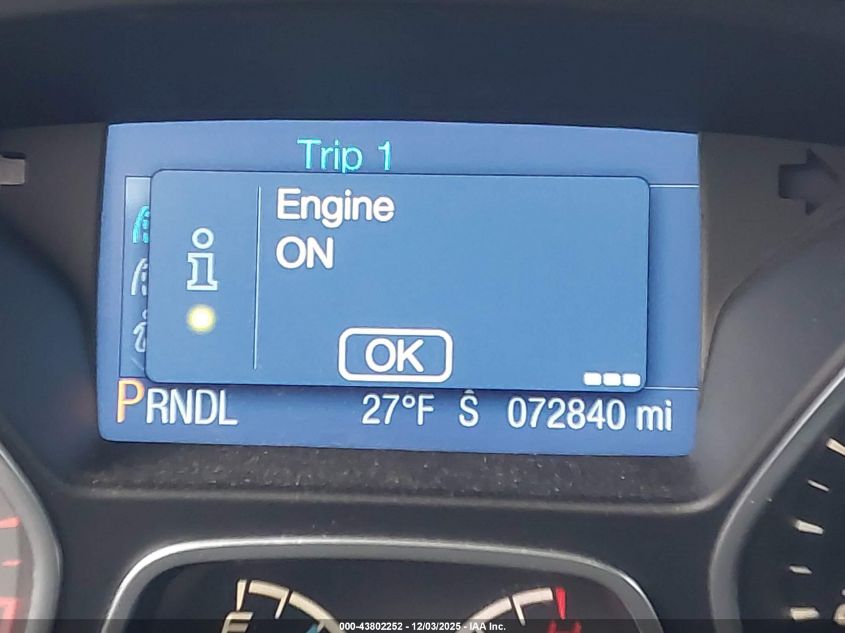 Trip 1
Engine
ON
OK
PRNDL 27°F Ŝ 072840 mi
E H
000-43802252 - 12/03/2025 - IAA Inc.